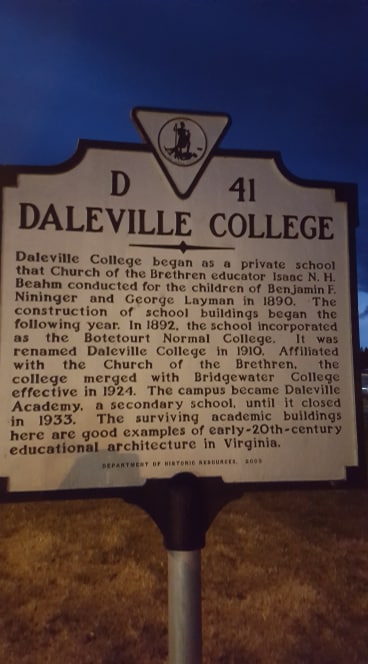 D 41
DALEVILLE COLLEGE
Daleville College began as a private school
that Church of the Brethren educator Isaac N. H.
Beahm conducted for the children of Benjamin F.
Nininger and George Layman in 1890. The
construction of school buildings began the
following year. In 1892, the school incorporated
as the Botetourt Normal College. It was
renamed Daleville College in 1910. Affiliated
with the Church of the Brethren, the
college merged with Bridgewater College
effective in 1924. The campus became Daleville
Academy, a secondary school, until it closed
in 1933. The surviving academic buildings
here are good examples of early-20th-century
educational architecture in Virginia.
DEPARTMENT OF HISTORIC RESOURCES,